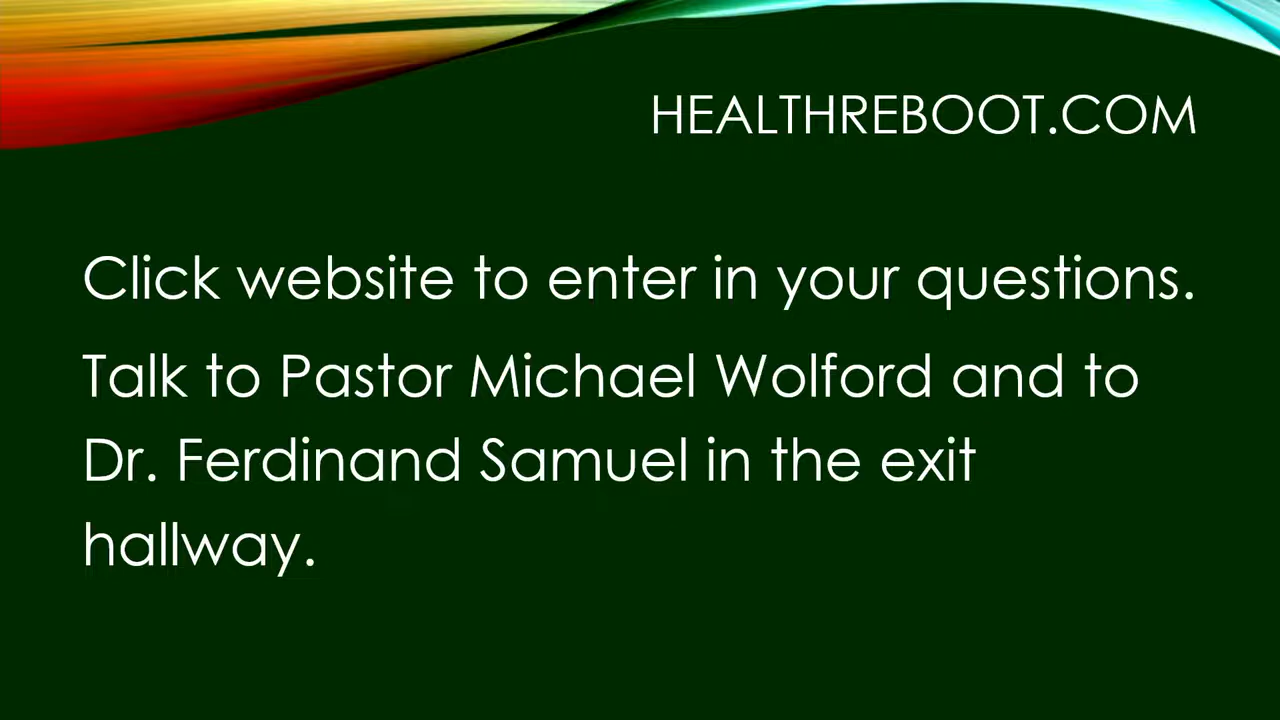 HEALTHREBOOT.COM
Click website to enter in your questions.
Talk to Pastor Michael Wolford and to
Dr. Ferdinand Samuel in the exit
hallway.